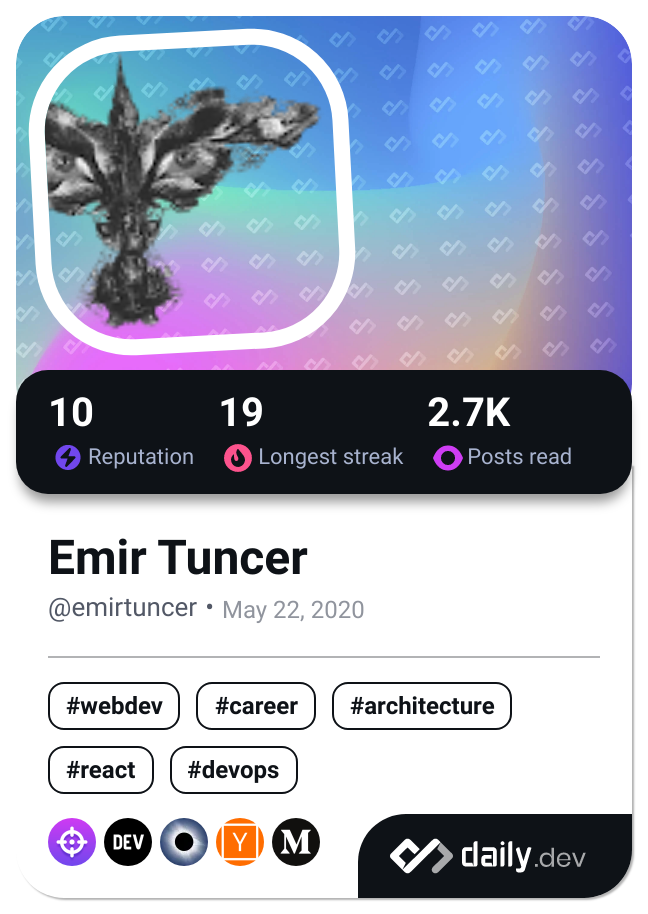 10 19 2.7K
Reputation Longest streak Posts read
Emir Tuncer
@emirtuncer • May 22, 2020
#webdev #career #architecture
#react #devops
DEV Y M
daily.dev